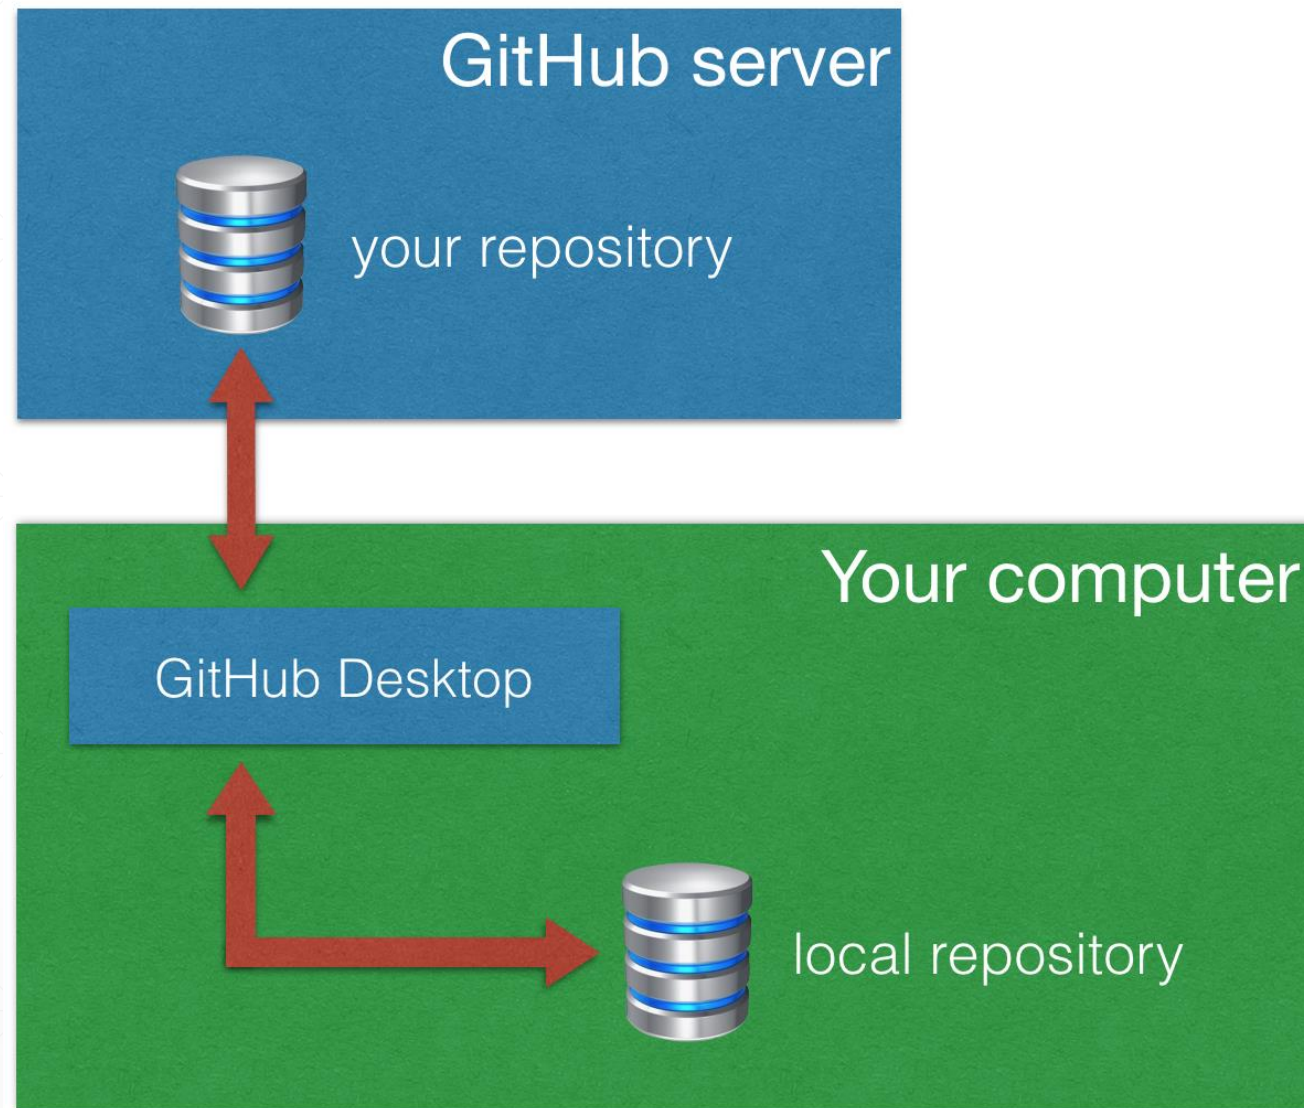 GitHub server
your repository
Your computer
GitHub Desktop
local repository